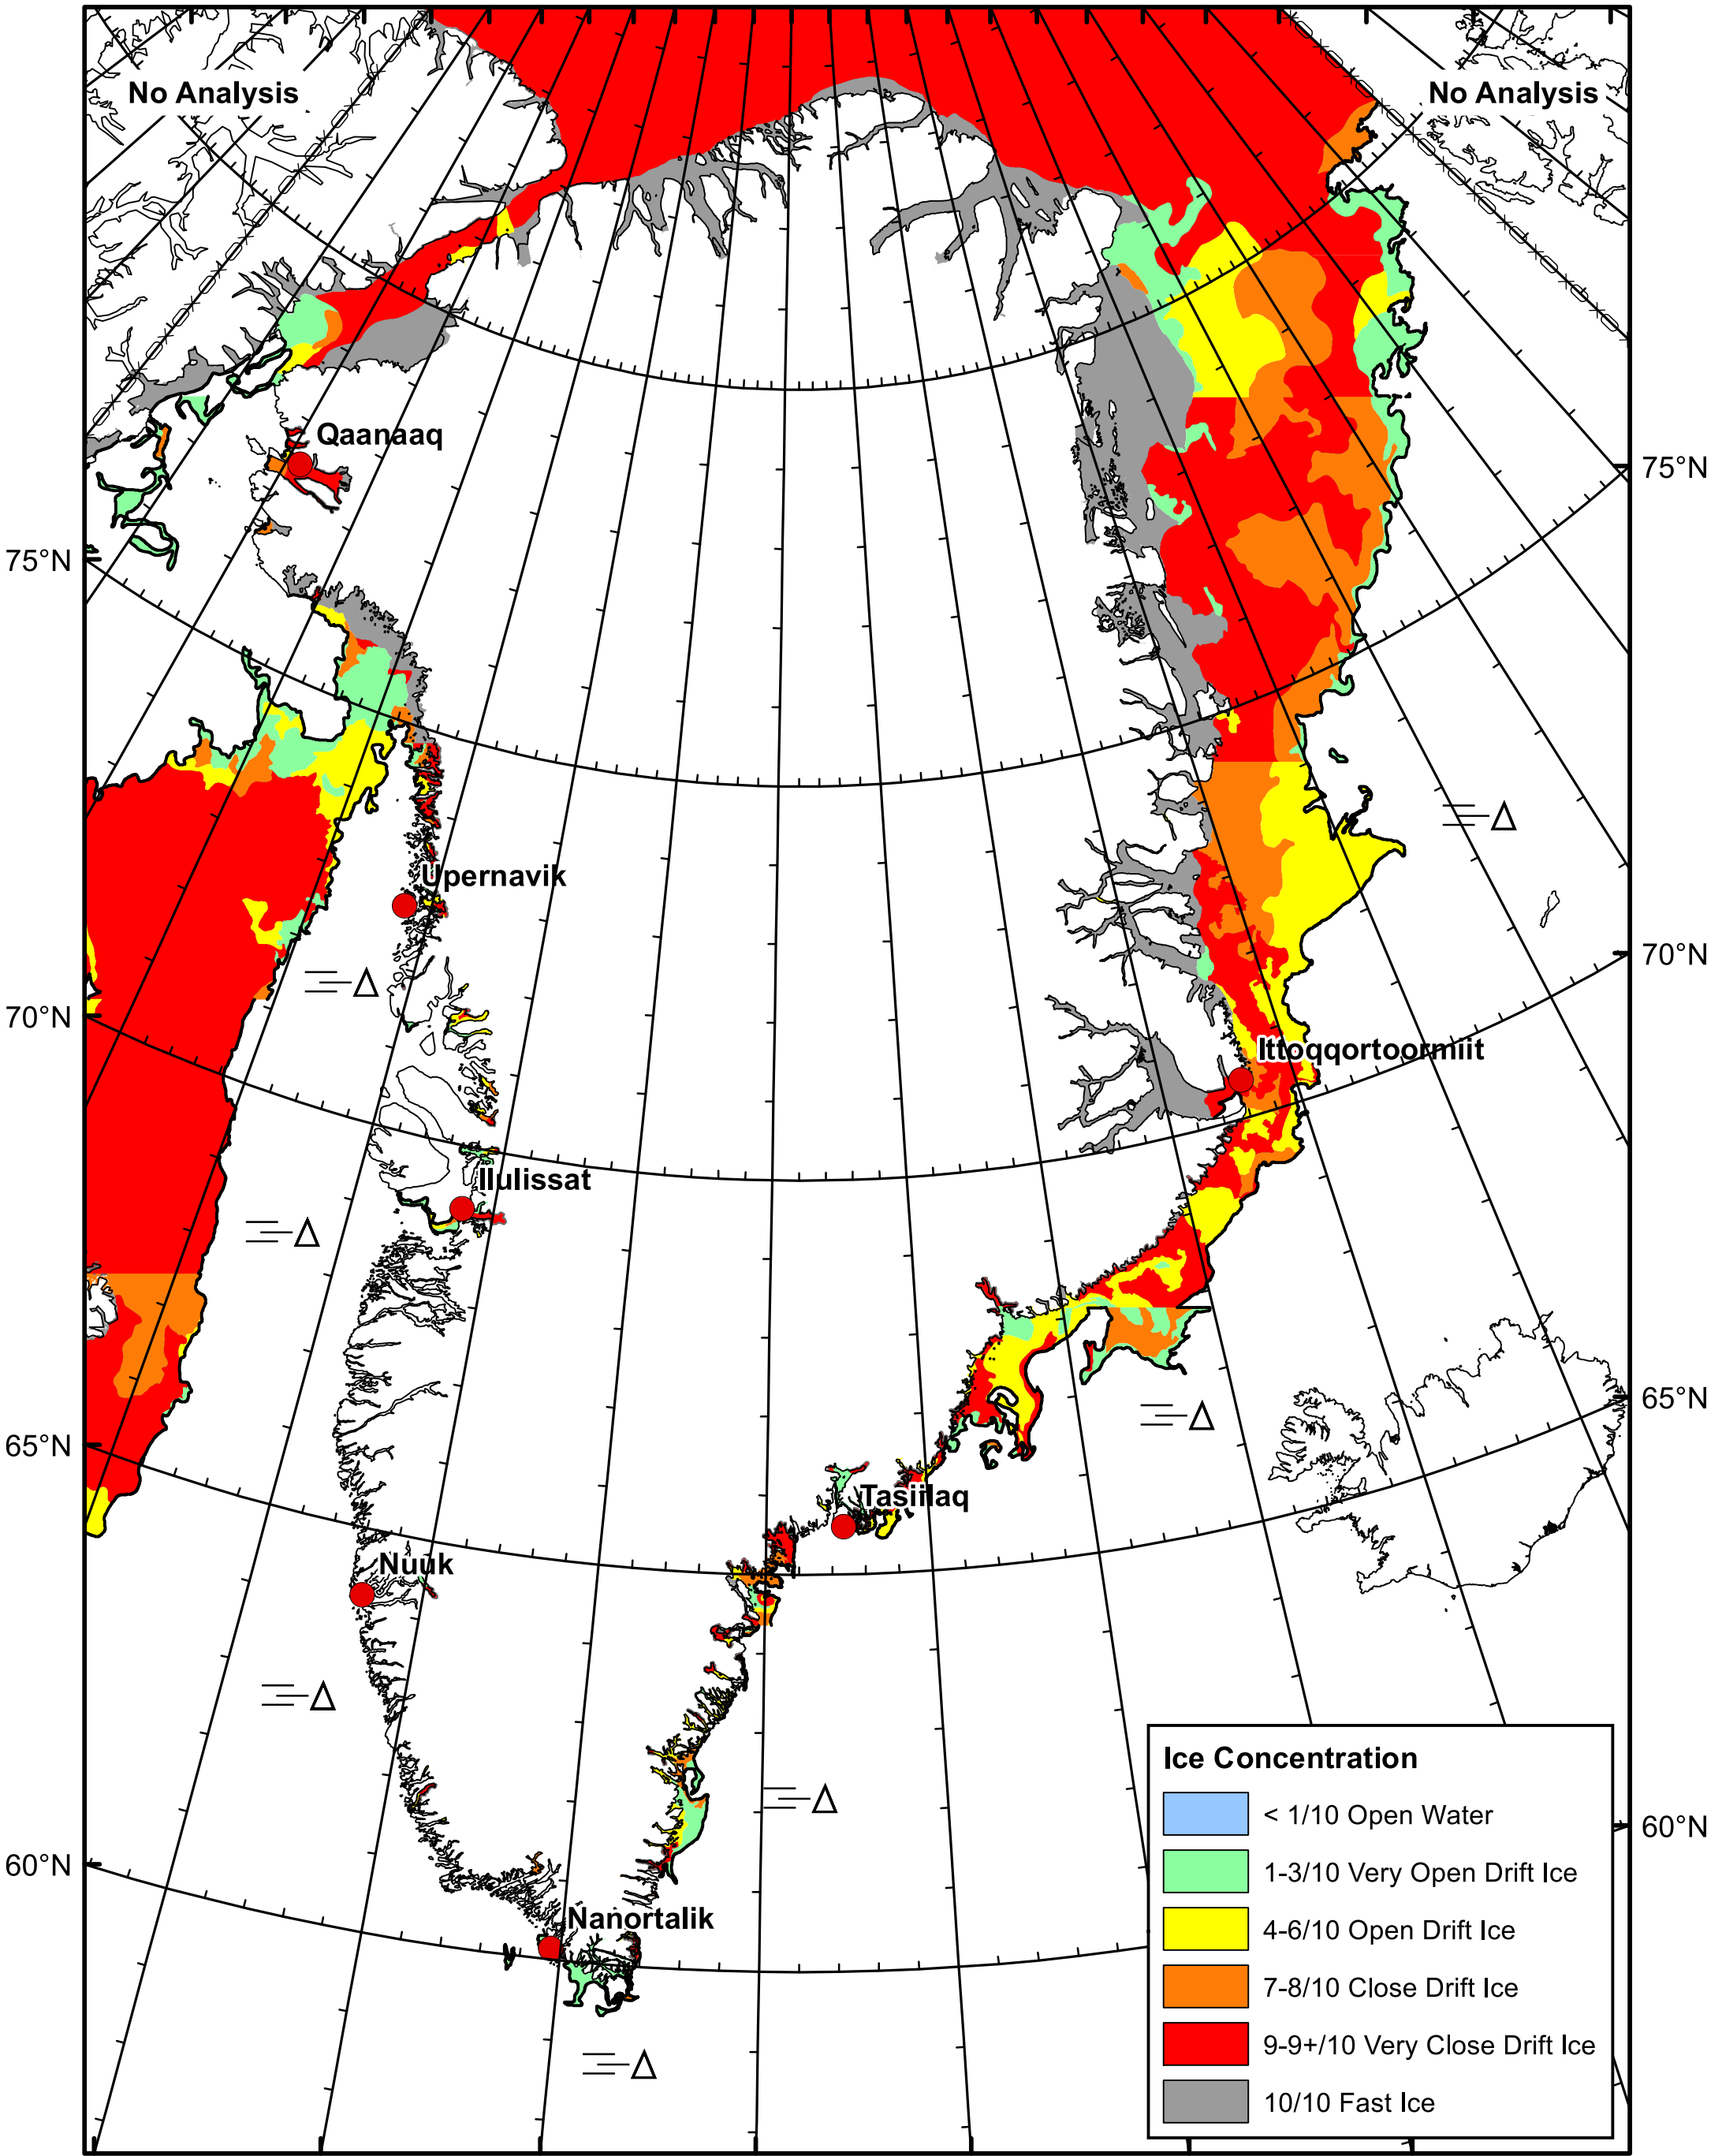 No Analysis
No Analysis
Qaanaaq
75°N
75°N
Upernavik
70°N
70°N
Ittoqqortoormiit
Ilulissat
65°N
65°N
Tasiilaq
Nuuk
Ice Concentration
< 1/10 Open Water
60°N
60°N
1-3/10 Very Open Drift Ice
Nanortalik
4-6/10 Open Drift Ice
7-8/10 Close Drift Ice
9-9+/10 Very Close Drift Ice
10/10 Fast Ice